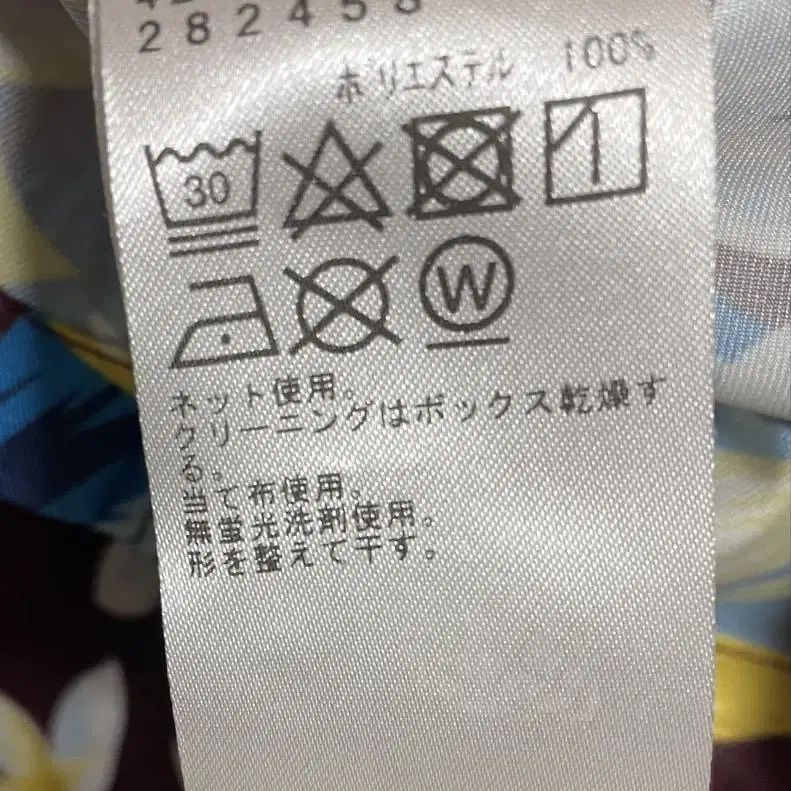 282458
ポリエステル 100%
30
W
ネット使用。
クリーニングはボックス乾燥す
る。
当て布使用。
無蛍光洗剤使用。
形を整えて干す。